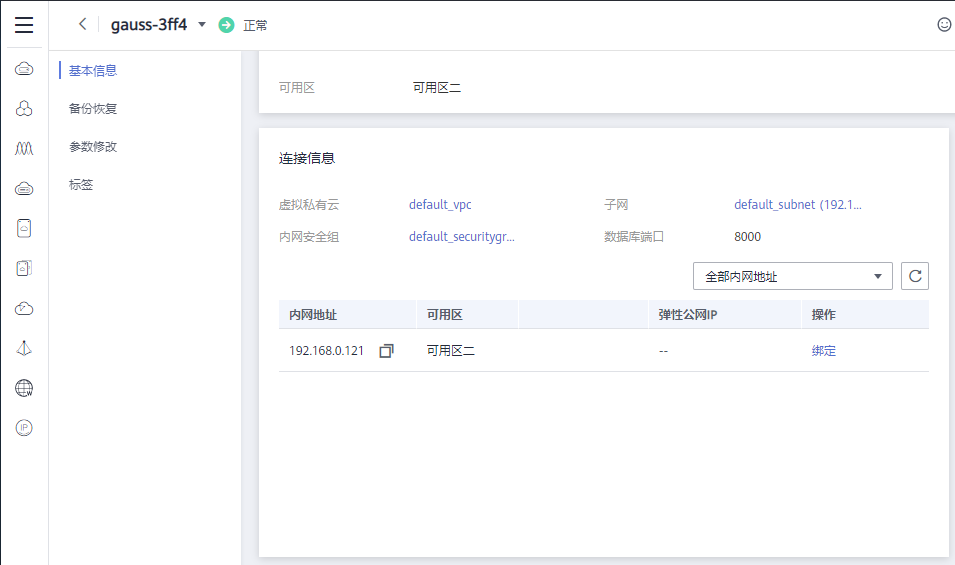 gauss-3ff4 正常
基本信息
备份恢复
参数修改
标签
可用区 可用区二
连接信息
虚拟私有云 default_vpc 子网 default_subnet (192.1...
内网安全组 default_securitygr... 数据库端口 8000
全部内网地址
内网地址 可用区 弹性公网IP 操作
192.168.0.121 可用区二 -- 绑定
W
IP